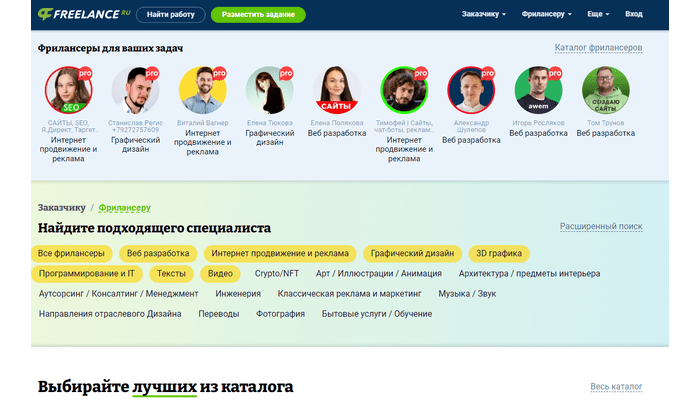 FREELANCE.RU Найти работу Разместить задание Заказчику Фрилансеру Еще Вход
Фрилансеры для ваших задач Каталог фрилансеров
pro pro pro pro pro pro pro
SEO САЙТЫ awem СОЗДАЮ САЙТЫ
САЙТЫ, SEO, Я.Директ, Таргет..
Интернет продвижение и реклама
Станислав Регис +79272757609
Графический дизайн
Виталий Вагнер
Интернет продвижение и реклама
Елена Тюкова
Графический дизайн
Елена Полякова
Веб разработка
Тимофей | Сайты, чат-боты, реклам..
Интернет продвижение и реклама
Александр Шулепов
Веб разработка
Игорь Росляков
Веб разработка
Том Трунов
Веб разработка
Заказчику / Фрилансеру
Найдите подходящего специалиста Расширенный поиск
Все фрилансеры Веб разработка Интернет продвижение и реклама Графический дизайн 3D графика
Программирование и IT Тексты Видео Crypto/NFT Арт / Иллюстрации / Анимация Архитектура / предметы интерьера
Аутсорсинг / Консалтинг / Менеджмент Инженерия Классическая реклама и маркетинг Музыка / Звук
Направления отраслевого Дизайна Переводы Фотография Бытовые услуги / Обучение
Выбирайте лучших из каталога Весь каталог